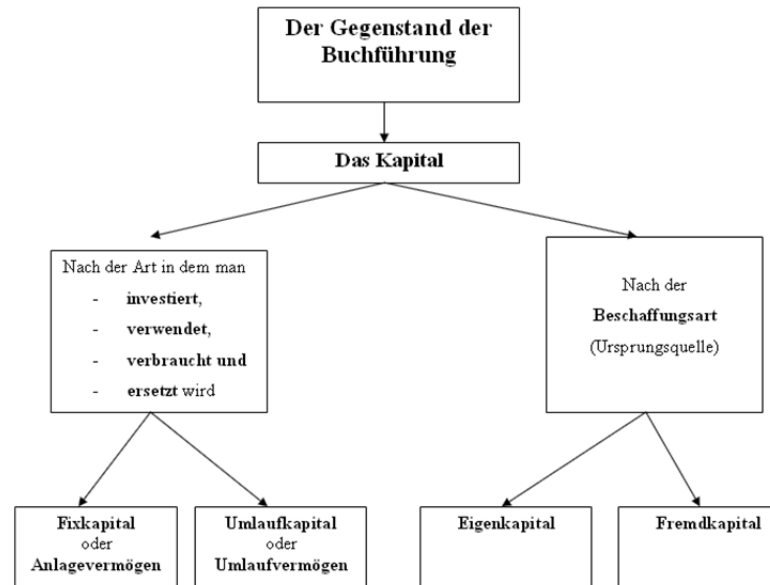 Der Gegenstand der
Buchführung
Das Kapital
Nach der Art in dem man
- investiert,
- verwendet,
- verbraucht und
- ersetzt wird
Nach der
Beschaffungsart
(Ursprungsquelle)
Fixkapital
oder
Anlagevermögen
Umlaufkapital
oder
Umlaufvermögen
Eigenkapital
Fremdkapital